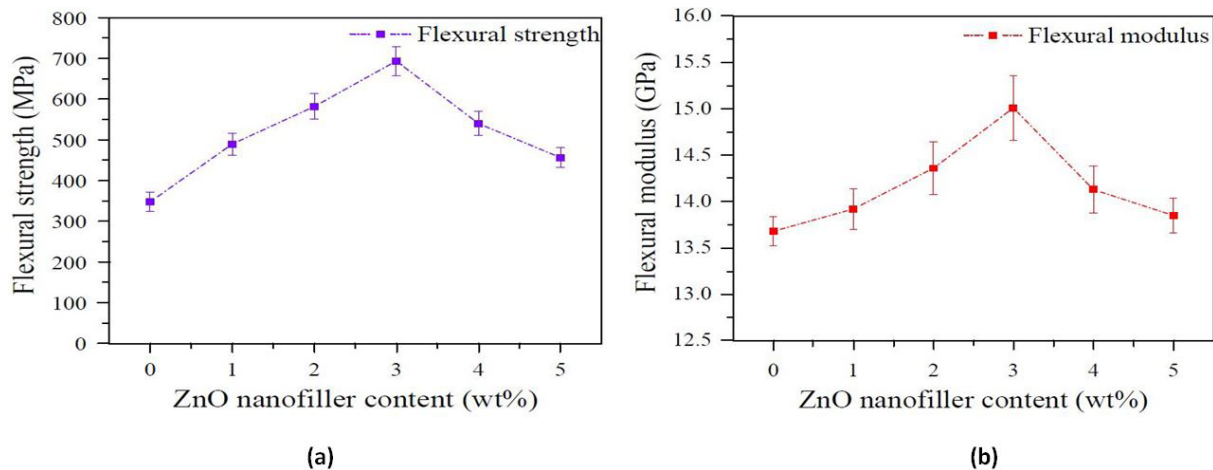 Flexural strength (MPa)
800
700
600
500
400
300
200
100
0
Flexural strength
0 1 2 3 4 5
ZnO nanofiller content (wt%)
(a)
Flexural modulus (GPa)
16.0
15.5
15.0
14.5
14.0
13.5
13.0
12.5
Flexural modulus
0 1 2 3 4 5
ZnO nanofiller content (wt%)
(b)